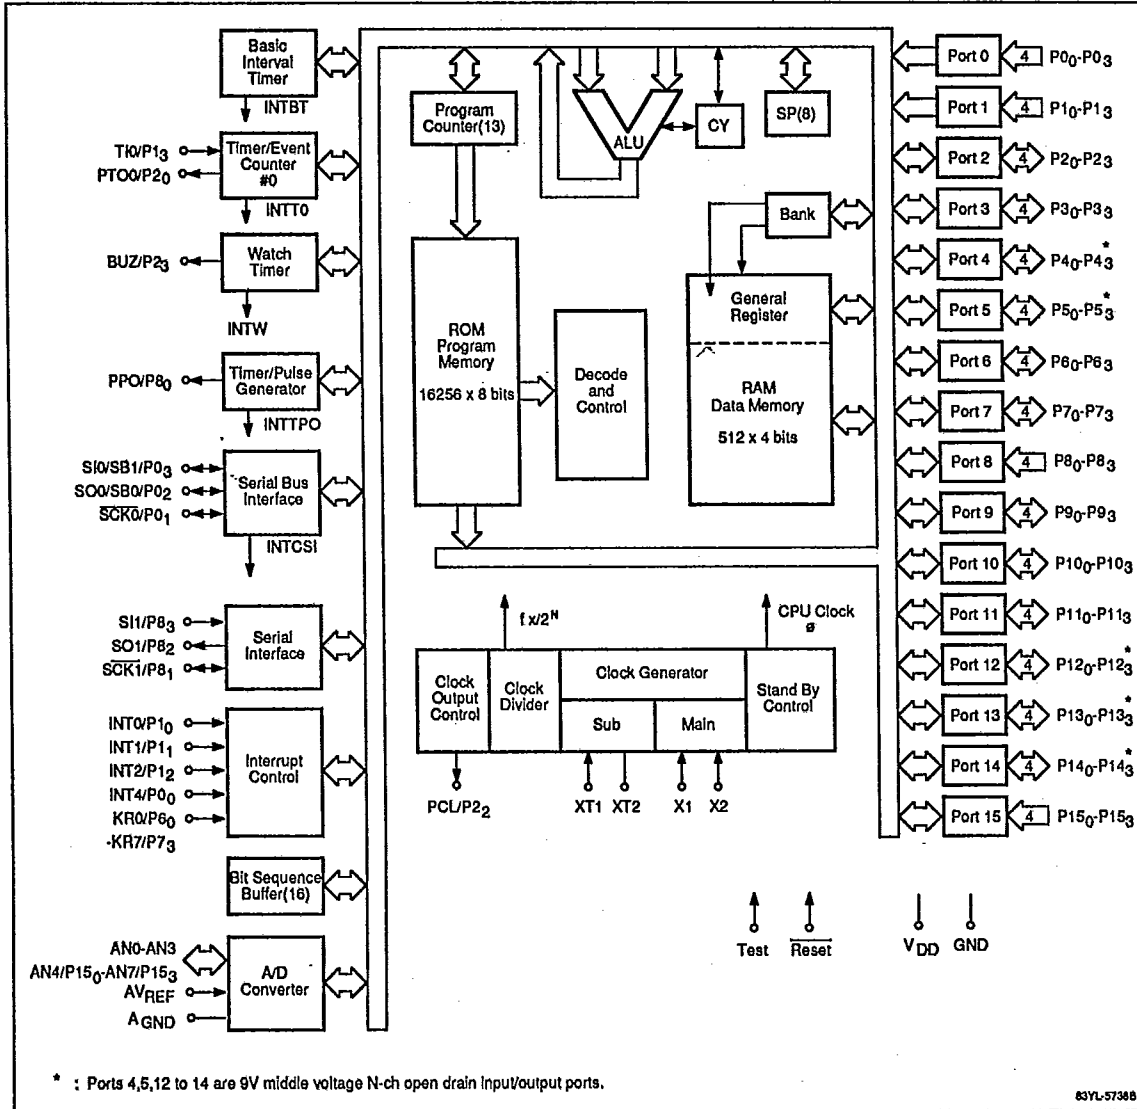 Basic
Interval
Timer
INTBT
TI0/P1₃
PTO0/P2₀
Timer/Event
Counter
#0
INTT0
BUZ/P2₃
Watch
Timer
INTW
PPO/P8₀
Timer/Pulse
Generator
INTTPO
SI0/SB1/P0₃
SO0/SB0/P0₂
S̅C̅K̅0̅/P0₁
Serial Bus
Interface
INTCSI
SI1/P8₃
SO1/P8₂
S̅C̅K̅1̅/P8₁
Serial
Interface
INT0/P1₀
INT1/P1₁
INT2/P1₂
INT4/P0₀
KR0/P6₀
-KR7/P7₃
Interrupt
Control
Bit Sequence
Buffer(16)
AN0-AN3
AN4/P15₀-AN7/P15₃
AVREF
AGND
A/D
Converter
Program
Counter(13)
ALU
CY
SP(8)
Bank
ROM
Program
Memory
16256 x 8 bits
Decode
and
Control
General
Register
RAM
Data Memory
512 x 4 bits
fx/2ᴺ
CPU Clock
ø
Clock
Output
Control
Clock
Divider
Clock Generator
Sub
Main
Stand By
Control
PCL/P2₂
XT1
XT2
X1
X2
Test
R̅e̅s̅e̅t̅
VDD
GND
Port 0 4 P0₀-P0₃
Port 1 4 P1₀-P1₃
Port 2 4 P2₀-P2₃
Port 3 4 P3₀-P3₃
Port 4 4 P4₀-P4₃*
Port 5 4 P5₀-P5₃*
Port 6 4 P6₀-P6₃
Port 7 4 P7₀-P7₃
Port 8 4 P8₀-P8₃
Port 9 4 P9₀-P9₃
Port 10 4 P10₀-P10₃
Port 11 4 P11₀-P11₃
Port 12 4 P12₀-P12₃*
Port 13 4 P13₀-P13₃*
Port 14 4 P14₀-P14₃*
Port 15 4 P15₀-P15₃
* : Ports 4,5,12 to 14 are 9V middle voltage N-ch open drain input/output ports.
83YL-5738B